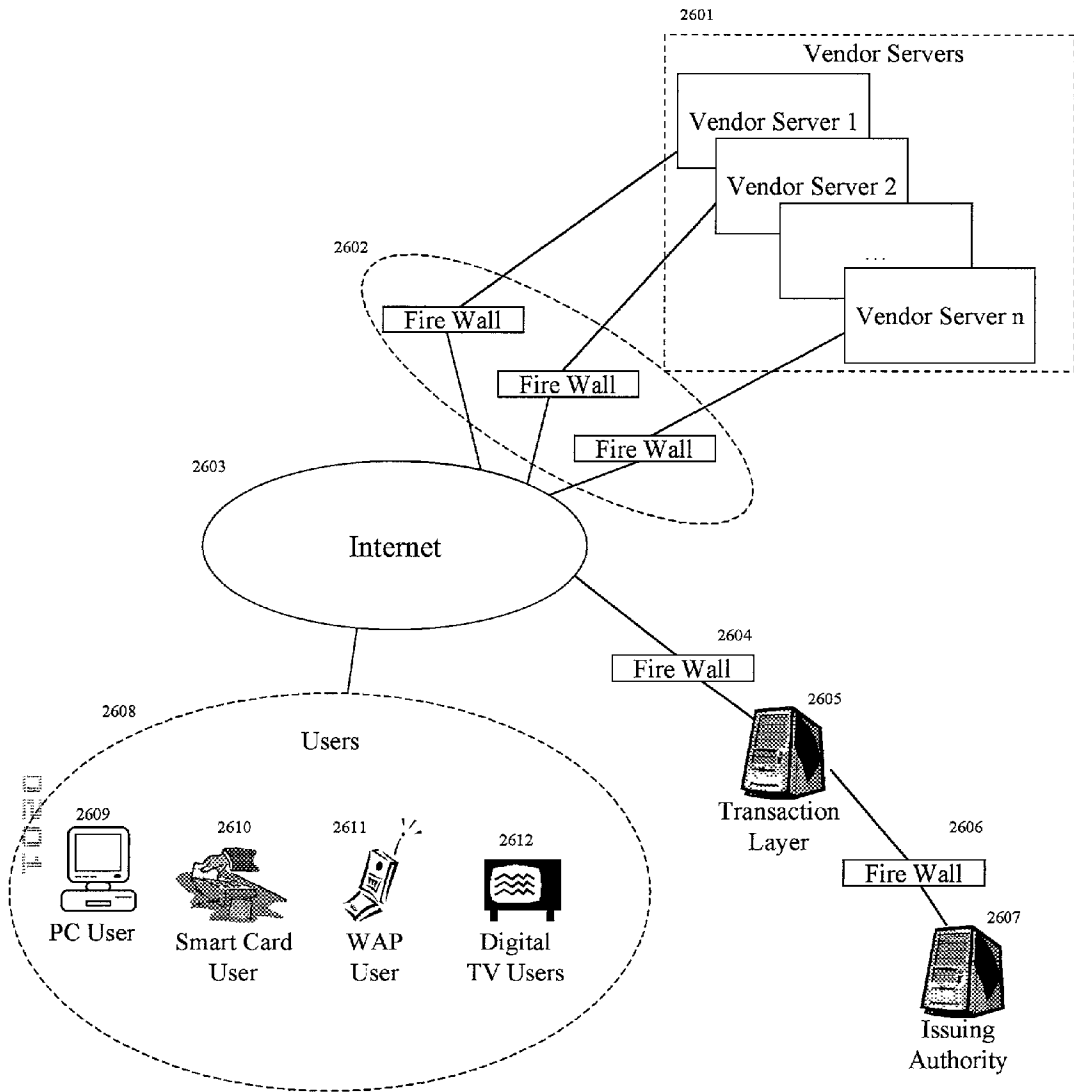 2601
Vendor Servers
Vendor Server 1
Vendor Server 2
...
Vendor Server n
2602
Fire Wall
Fire Wall
Fire Wall
2603
Internet
2604
Fire Wall
2605
Transaction
Layer
2606
Fire Wall
2607
Issuing
Authority
2608
Users
2609
PC User
2610
Smart Card
User
2611
WAP
User
2612
Digital
TV Users